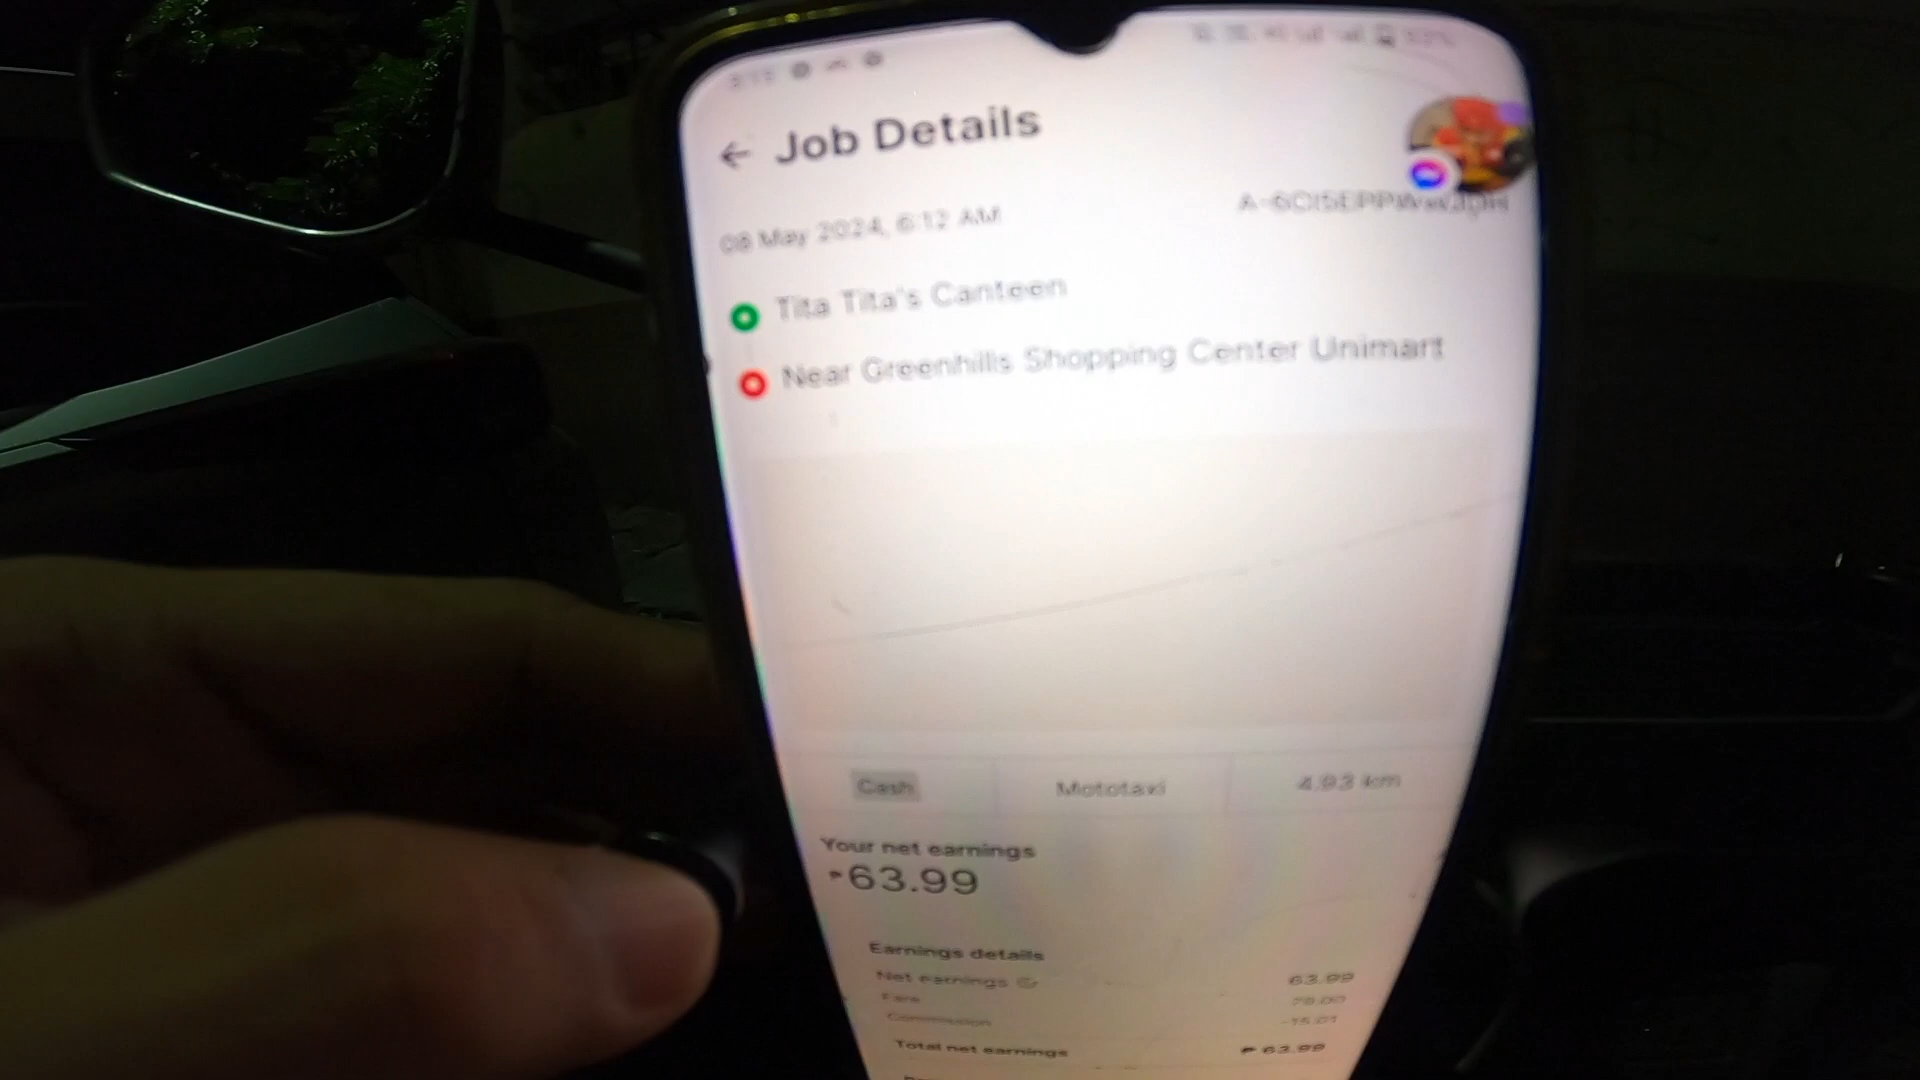 Job Details
08 May 2024, 6:12 AM
Tita Tita's Canteen
Near Greenhills Shopping Center Unimart
Cash Mototaxi 4.93 km
Your net earnings
₱63.99
Earnings details
Net earnings 63.99
Fare 79.00
Commission -15.01
Total net earnings ₱ 63.99